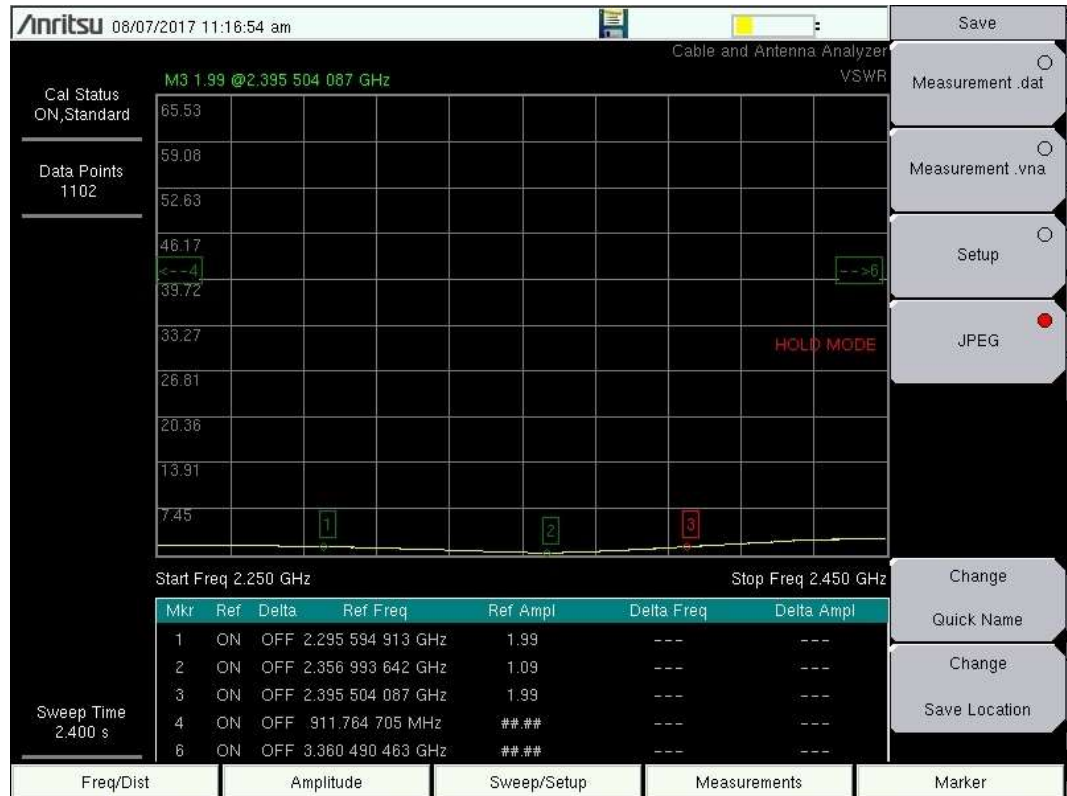 Anritsu 08/07/2017 11:16:54 am
Save
Cable and Antenna Analyzer
M3 1.99 @2.395 504 087 GHz
VSWR
Cal Status
ON,Standard
Data Points
1102
65.53
59.08
52.63
46.17
<--4
-->6
39.72
33.27
HOLD MODE
26.81
20.36
13.91
7.45
1
2
3
Start Freq 2.250 GHz
Stop Freq 2.450 GHz
Mkr Ref Delta Ref Freq Ref Ampl Delta Freq Delta Ampl
1 ON OFF 2.295 594 913 GHz 1.99 --- ---
2 ON OFF 2.356 993 642 GHz 1.09 --- ---
3 ON OFF 2.395 504 087 GHz 1.99 --- ---
4 ON OFF 911.764 705 MHz ##.## --- ---
6 ON OFF 3.360 490 463 GHz ##.## --- ---
Sweep Time
2.400 s
Measurement .dat
Measurement .vna
Setup
JPEG
Change
Quick Name
Change
Save Location
Freq/Dist
Amplitude
Sweep/Setup
Measurements
Marker